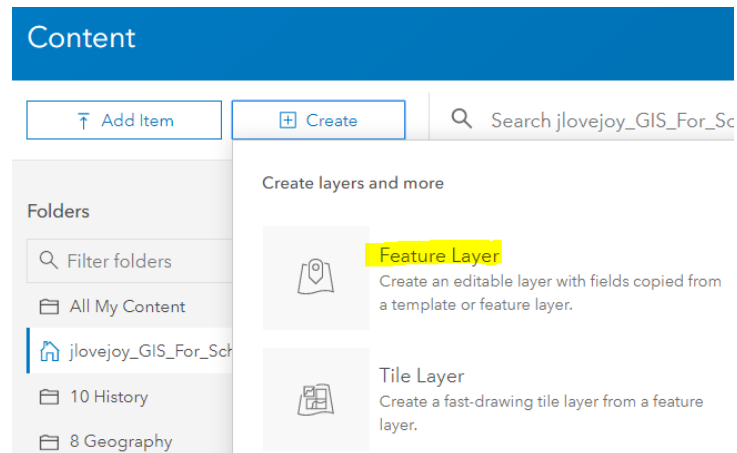 Content
Add Item
Create
Search jlovejoy_GIS_For_Sc
Create layers and more
Folders
Filter folders
Feature Layer
Create an editable layer with fields copied from
a template or feature layer.
All My Content
jlovejoy_GIS_For_Sch
10 History
Tile Layer
Create a fast-drawing tile layer from a feature
layer.
8 Geography